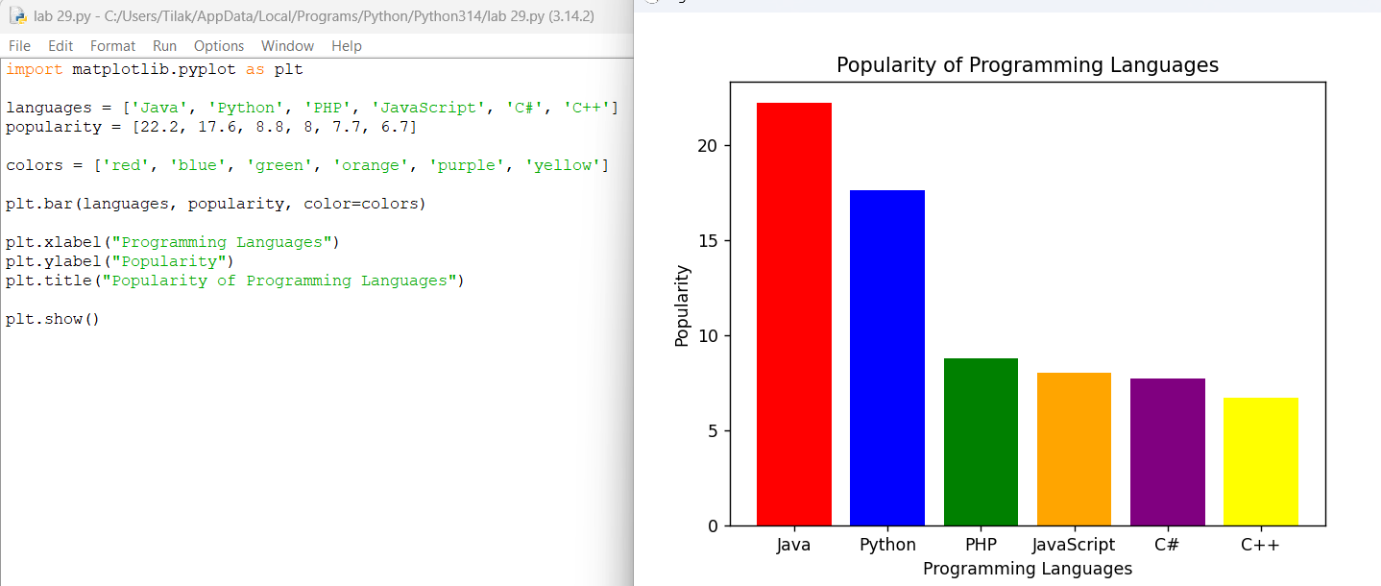 lab 29.py - C:/Users/Tilak/AppData/Local/Programs/Python/Python314/lab 29.py (3.14.2)
File Edit Format Run Options Window Help
import matplotlib.pyplot as plt
languages = ['Java', 'Python', 'PHP', 'JavaScript', 'C#', 'C++']
popularity = [22.2, 17.6, 8.8, 8, 7.7, 6.7]
colors = ['red', 'blue', 'green', 'orange', 'purple', 'yellow']
plt.bar(languages, popularity, color=colors)
plt.xlabel("Programming Languages")
plt.ylabel("Popularity")
plt.title("Popularity of Programming Languages")
plt.show()
Popularity of Programming Languages
Popularity
20
15
10
5
0
Java Python PHP JavaScript C# C++
Programming Languages